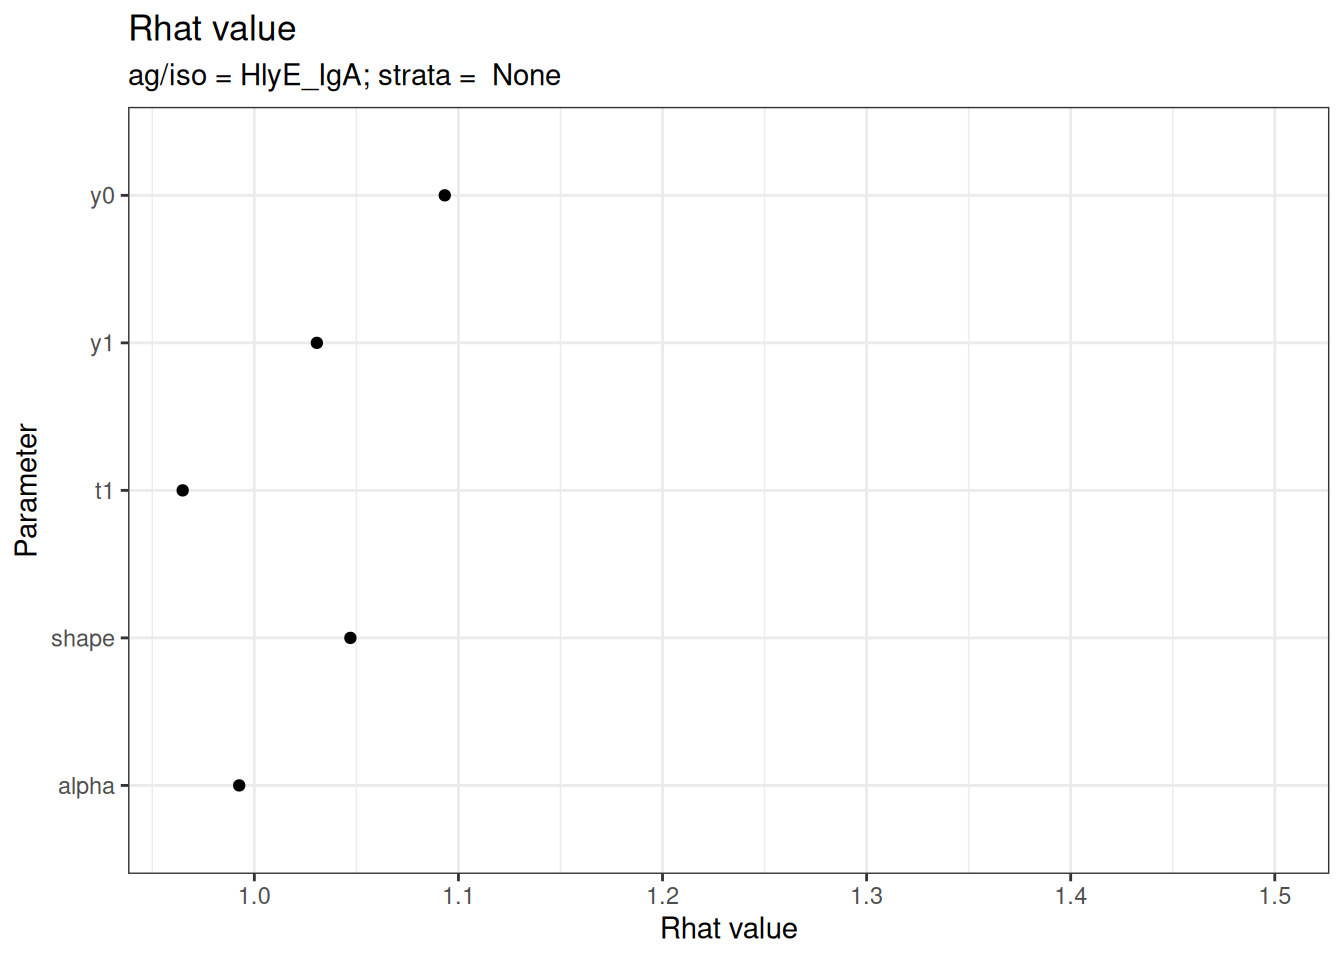 Rhat value
ag/iso = HlyE_IgA; strata =  None
y0
y1
t1
shape
alpha
Parameter
1.0 1.1 1.2 1.3 1.4 1.5
Rhat value